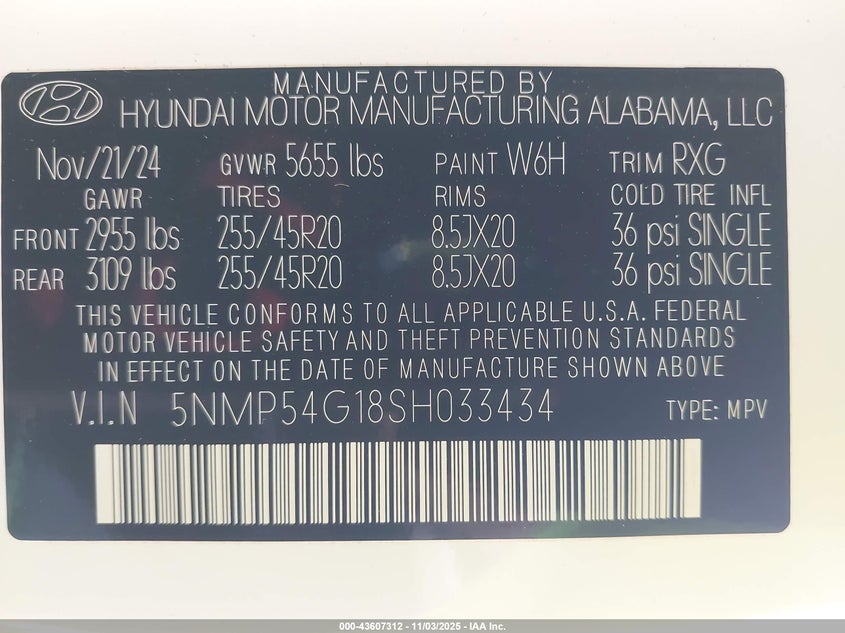 MANUFACTURED BY
HYUNDAI MOTOR MANUFACTURING ALABAMA, LLC
Nov/21/24 GVWR 5655 lbs PAINT W6H TRIM RXG
GAWR TIRES RIMS COLD TIRE INFL
FRONT 2955 lbs 255/45R20 8.5JX20 36 psi SINGLE
REAR 3109 lbs 255/45R20 8.5JX20 36 psi SINGLE
THIS VEHICLE CONFORMS TO ALL APPLICABLE U.S.A. FEDERAL
MOTOR VEHICLE SAFETY AND THEFT PREVENTION STANDARDS
IN EFFECT ON THE DATE OF MANUFACTURE SHOWN ABOVE
V.I.N 5NMP54G18SH033434 TYPE: MPV
000-43607312 - 11/03/2025 - IAA Inc.